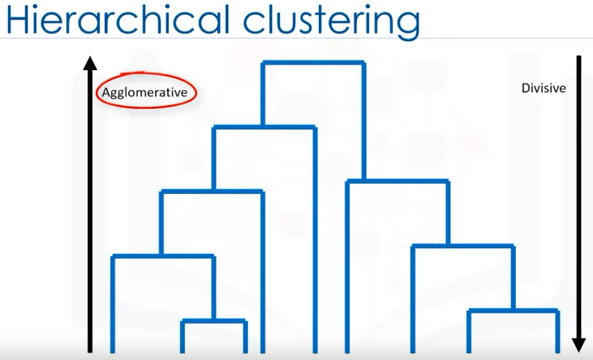 Hierarchical clustering
Agglomerative
Divisive